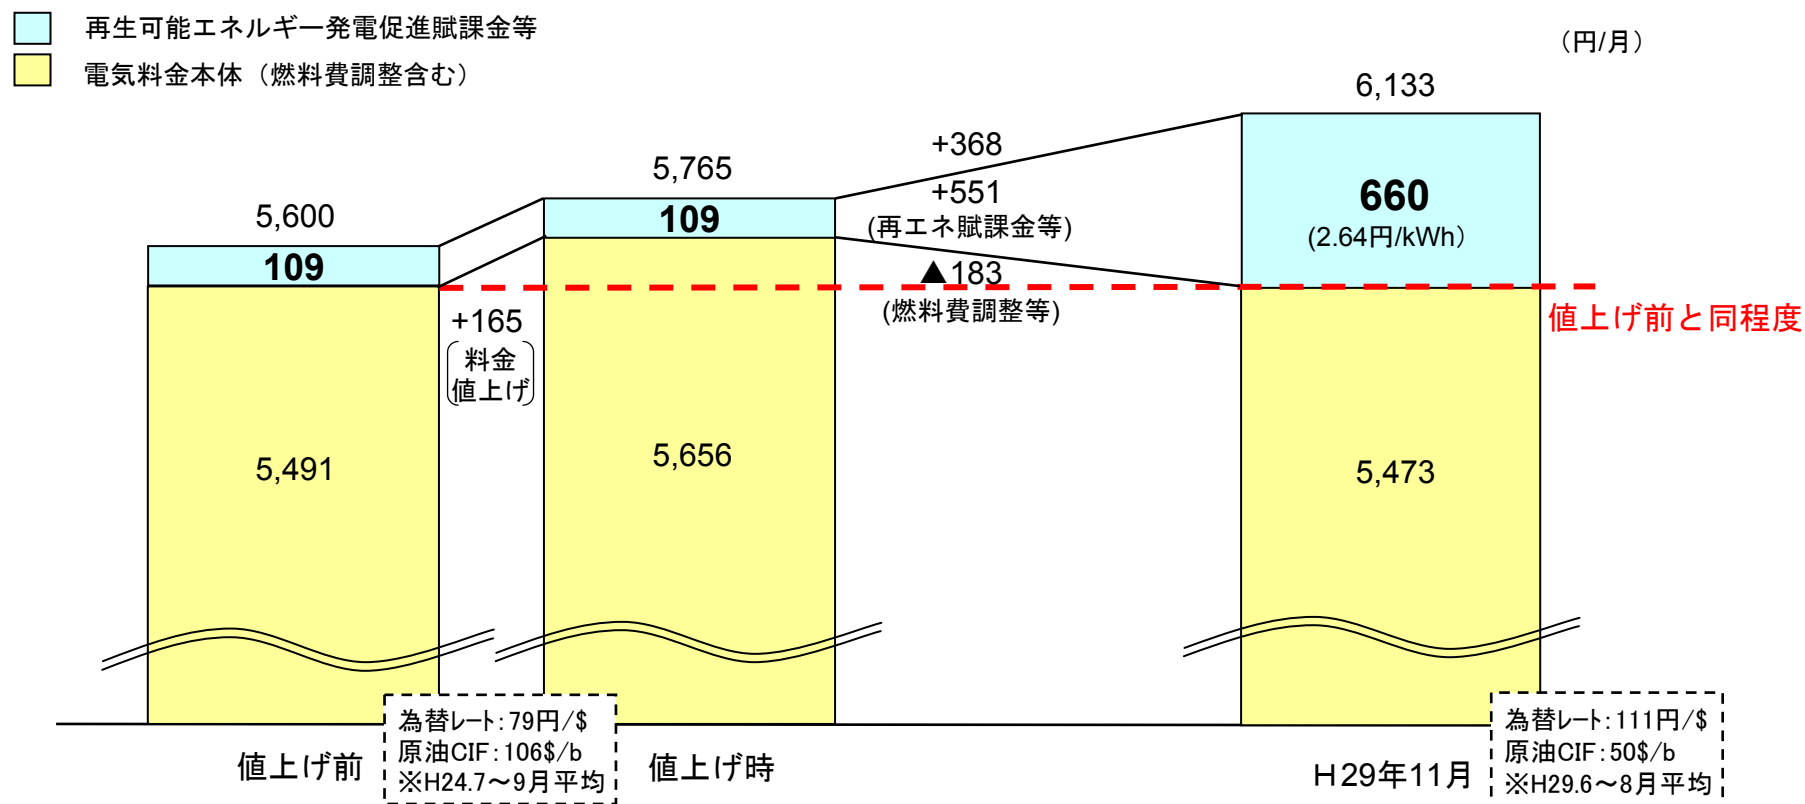 再生可能エネルギー発電促進賦課金等
電気料金本体（燃料費調整含む）
（円/月）
5,600
109
5,491
+165
料金
値上げ
5,765
109
5,656
+368
+551
(再エネ賦課金等)
▲183
(燃料費調整等)
6,133
660
(2.64円/kWh）
5,473
値上げ前と同程度
値上げ前
為替レート：79円/$
原油CIF：106$/b
※H24.7～9月平均
値上げ時
H29年11月
為替レート：111円/$
原油CIF：50$/b
※H29.6～8月平均